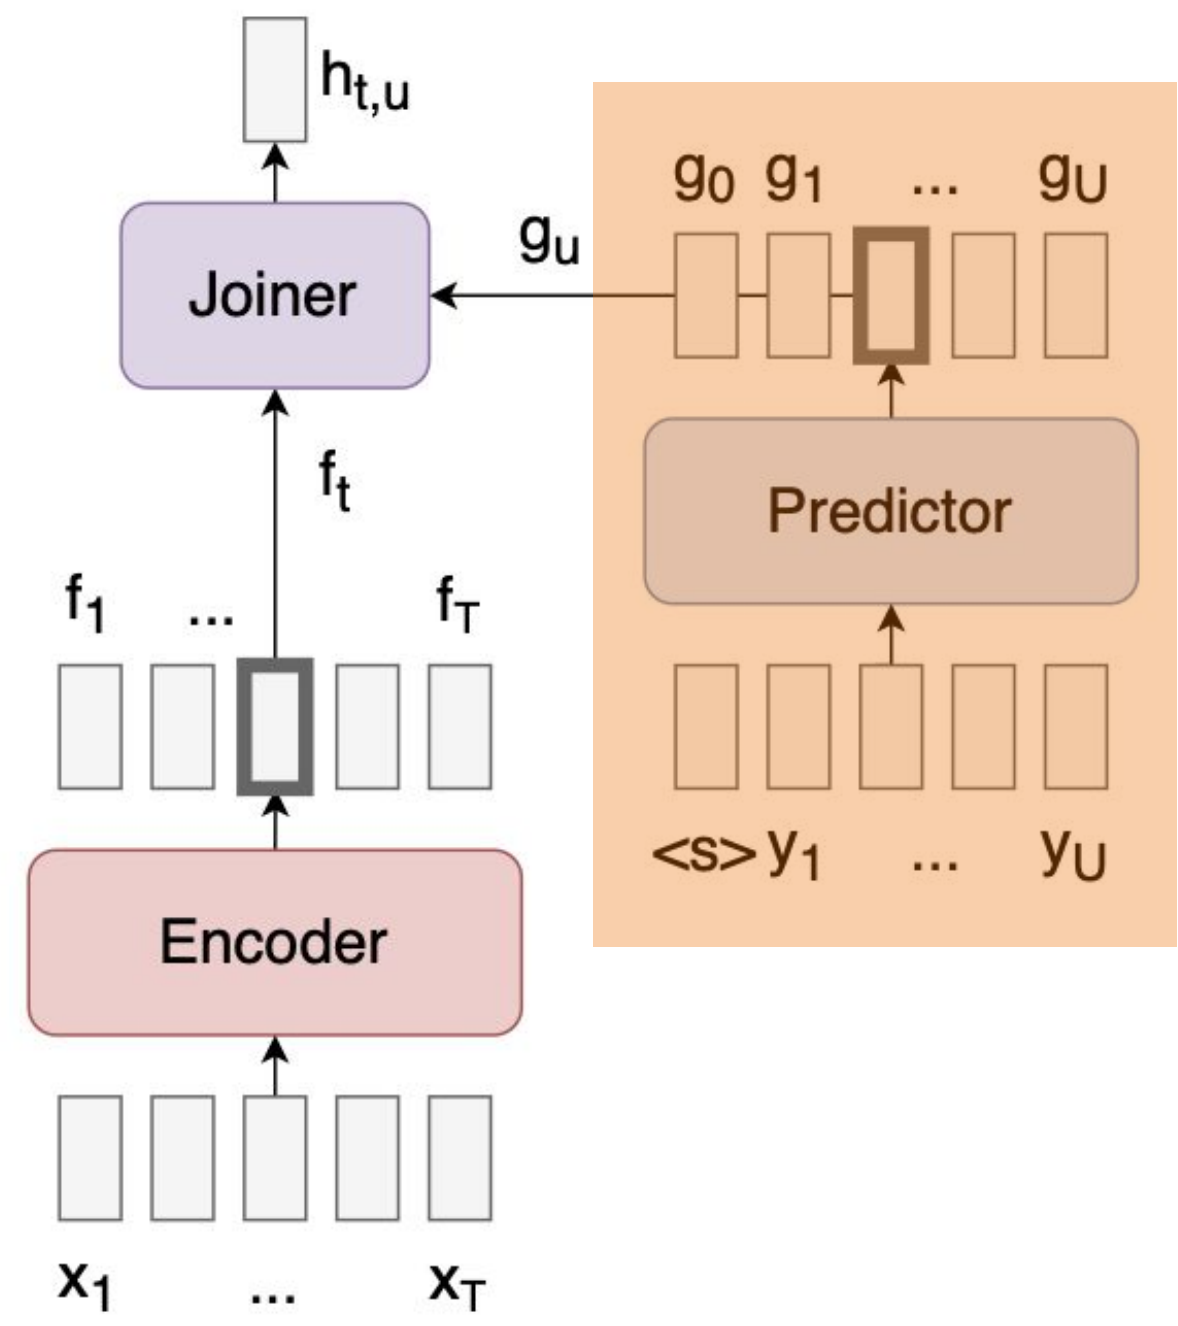 h_t,u
g_0 g_1 ... g_U
g_u
Joiner
f_t
Predictor
f_1 ... f_T
<s> y_1 ... y_U
Encoder
x_1 ... x_T